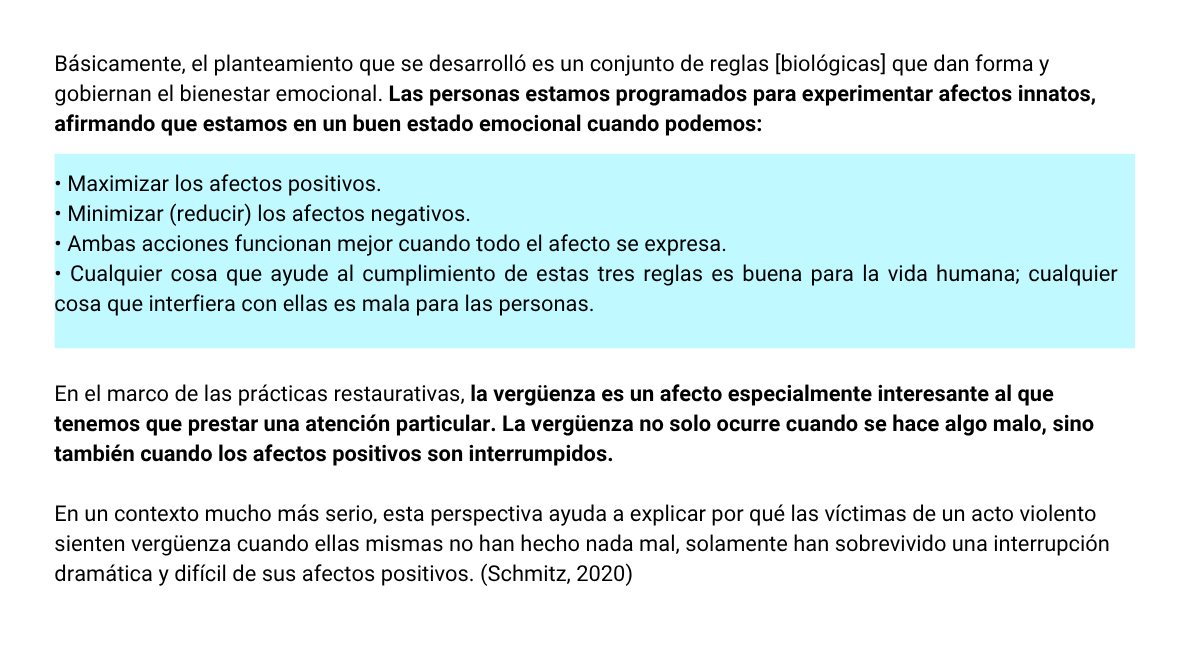 Básicamente, el planteamiento que se desarrolló es un conjunto de reglas [biológicas] que dan forma y
gobiernan el bienestar emocional. Las personas estamos programados para experimentar afectos innatos,
afirmando que estamos en un buen estado emocional cuando podemos:
• Maximizar los afectos positivos.
• Minimizar (reducir) los afectos negativos.
• Ambas acciones funcionan mejor cuando todo el afecto se expresa.
• Cualquier cosa que ayude al cumplimiento de estas tres reglas es buena para la vida humana; cualquier
cosa que interfiera con ellas es mala para las personas.
En el marco de las prácticas restaurativas, la vergüenza es un afecto especialmente interesante al que
tenemos que prestar una atención particular. La vergüenza no solo ocurre cuando se hace algo malo, sino
también cuando los afectos positivos son interrumpidos.
En un contexto mucho más serio, esta perspectiva ayuda a explicar por qué las víctimas de un acto violento
sienten vergüenza cuando ellas mismas no han hecho nada mal, solamente han sobrevivido una interrupción
dramática y difícil de sus afectos positivos. (Schmitz, 2020)